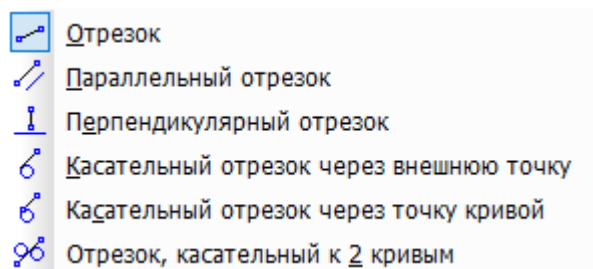 Отрезок
Параллельный отрезок
Перпендикулярный отрезок
Касательный отрезок через внешнюю точку
Касательный отрезок через точку кривой
Отрезок, касательный к 2 кривым